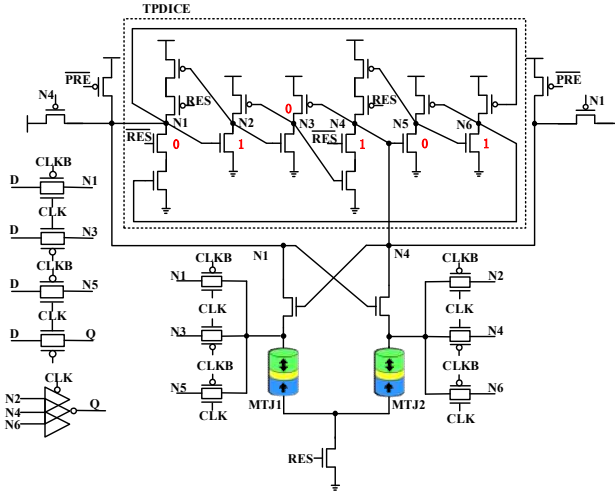 TPDICE
PRE
PRE
N4
N1
RES
RES
N1
N2
N3
N4
N5
N6
0
RES
0
1
RES
1
0
1
CLKB
D
N1
CLK
D
N3
CLKB
D
N5
CLK
D
Q
CLK
N2
N4
N6
Q
N1
N4
CLKB
N1
CLK
N3
CLKB
N5
CLK
CLKB
N2
CLK
N4
CLKB
N6
CLK
MTJ1
MTJ2
RES